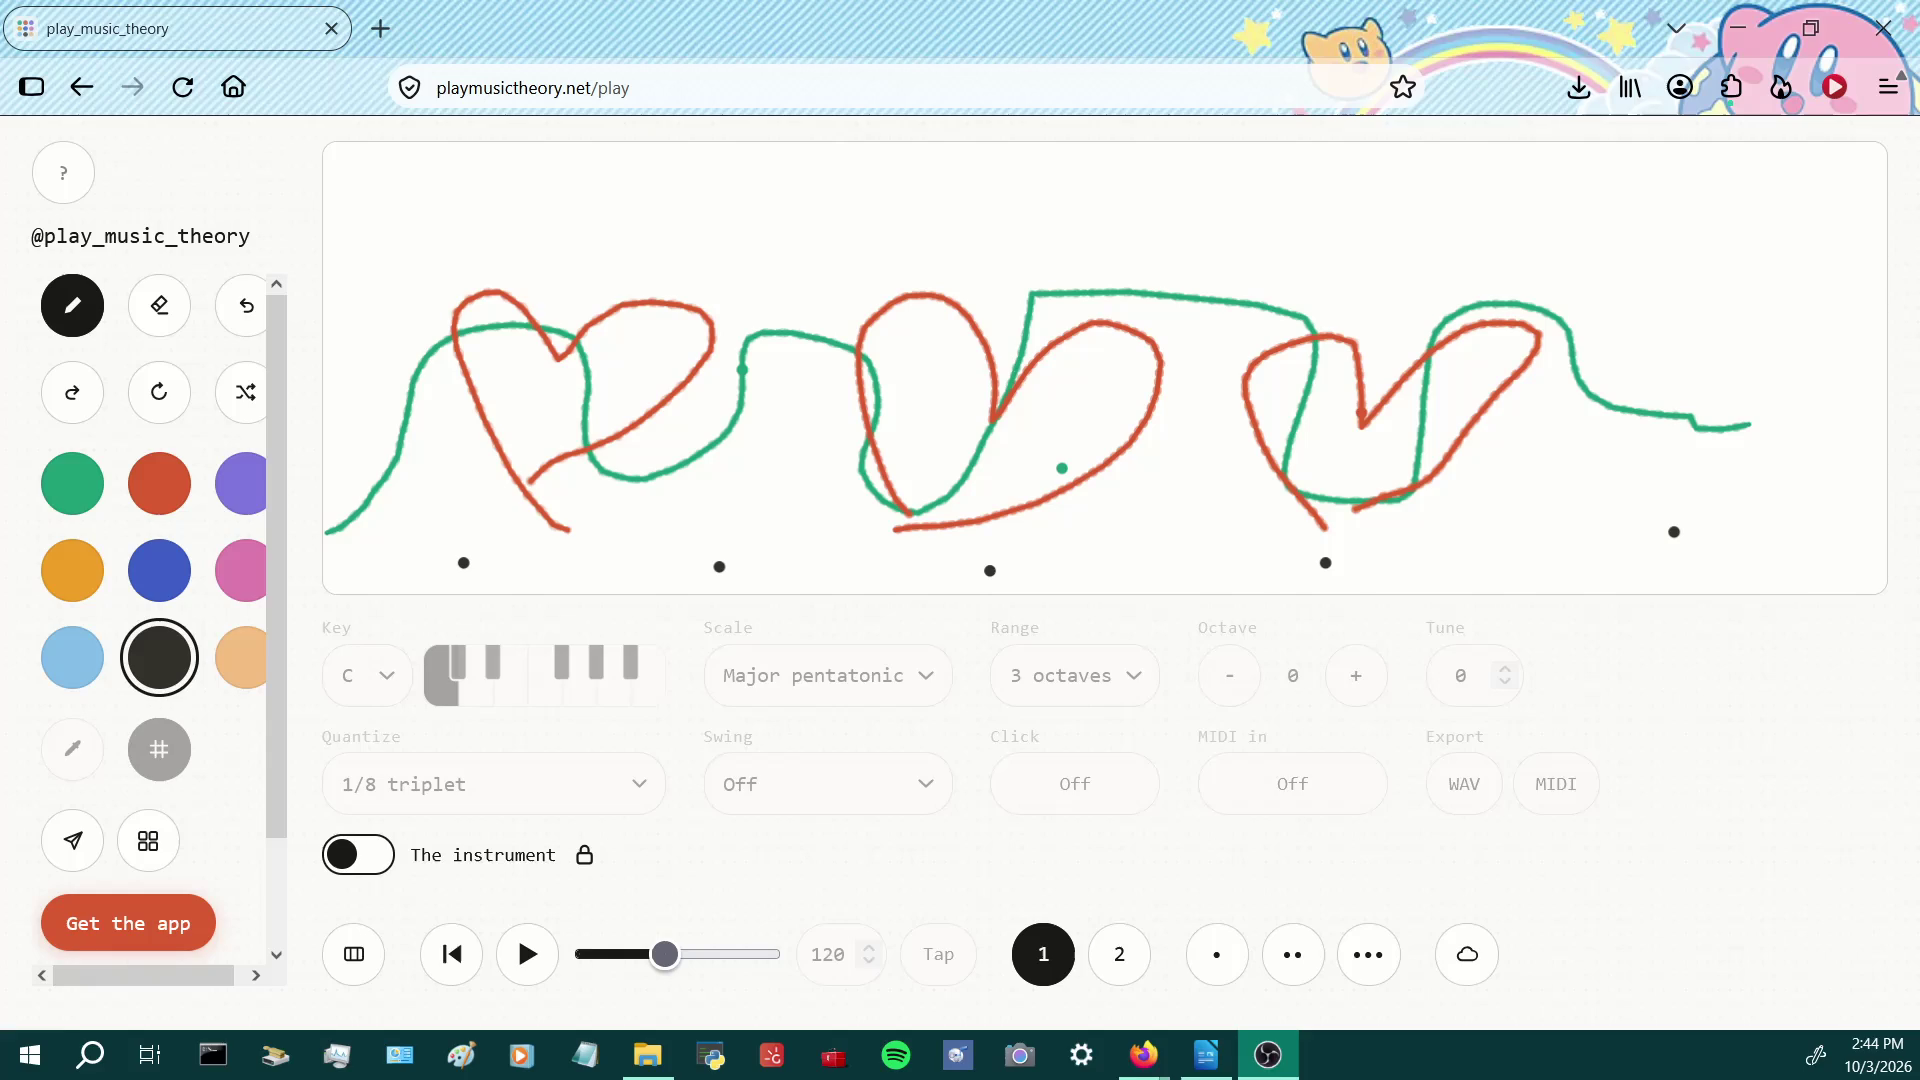 play_music_theory
playmusictheory.net/play
?
@play_music_theory
Key
Scale
Range
Octave
Tune
C
Major pentatonic
3 octaves
- 0 +
0
Quantize
Swing
Click
MIDI in
Export
1/8 triplet
Off
Off
Off
WAV
MIDI
The instrument
Get the app
120
Tap
1
2
2:44 PM
10/3/2026